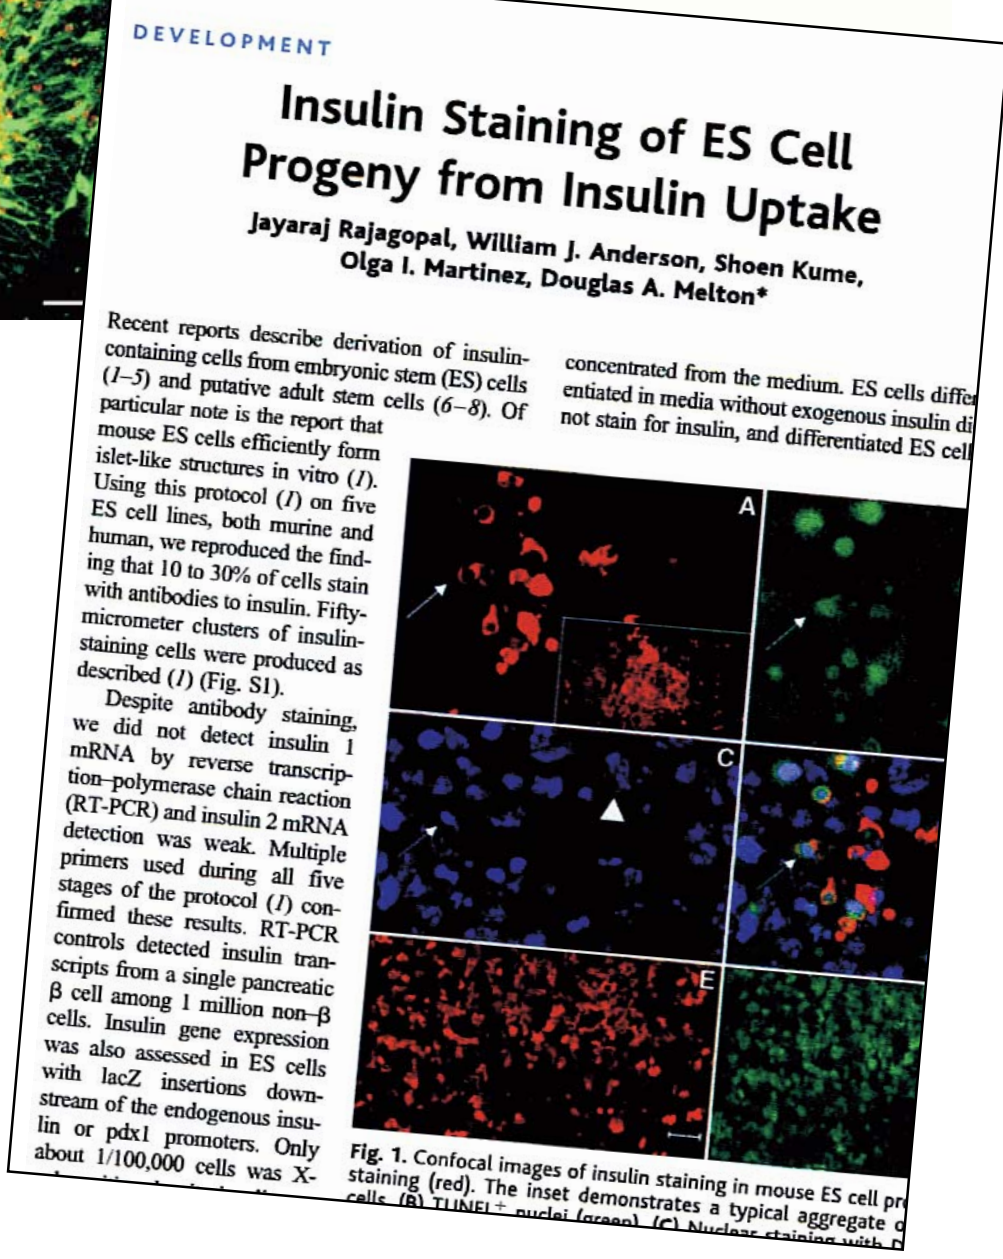 DEVELOPMENT
Insulin Staining of ES Cell
Progeny from Insulin Uptake
Jayaraj Rajagopal, William J. Anderson, Shoen Kume,
Olga I. Martinez, Douglas A. Melton*
Recent reports describe derivation of insulin-
containing cells from embryonic stem (ES) cells
(1–5) and putative adult stem cells (6–8). Of
particular note is the report that
mouse ES cells efficiently form
islet-like structures in vitro (1).
Using this protocol (1) on five
ES cell lines, both murine and
human, we reproduced the find-
ing that 10 to 30% of cells stain
with antibodies to insulin. Fifty-
micrometer clusters of insulin-
staining cells were produced as
described (1) (Fig. S1).
Despite antibody staining,
we did not detect insulin 1
mRNA by reverse transcrip-
tion–polymerase chain reaction
(RT-PCR) and insulin 2 mRNA
detection was weak. Multiple
primers used during all five
stages of the protocol (1) con-
firmed these results. RT-PCR
controls detected insulin tran-
scripts from a single pancreatic
β cell among 1 million non–β
cells. Insulin gene expression
was also assessed in ES cells
with lacZ insertions down-
stream of the endogenous insu-
lin or pdx1 promoters. Only
about 1/100,000 cells was X-
concentrated from the medium. ES cells differ
entiated in media without exogenous insulin di
not stain for insulin, and differentiated ES cell
A
C
E
Fig. 1. Confocal images of insulin staining in mouse ES cell pr
staining (red). The inset demonstrates a typical aggregate o
cells. (B) TUNEL+ nuclei (green). (C) Nuclear staining with D